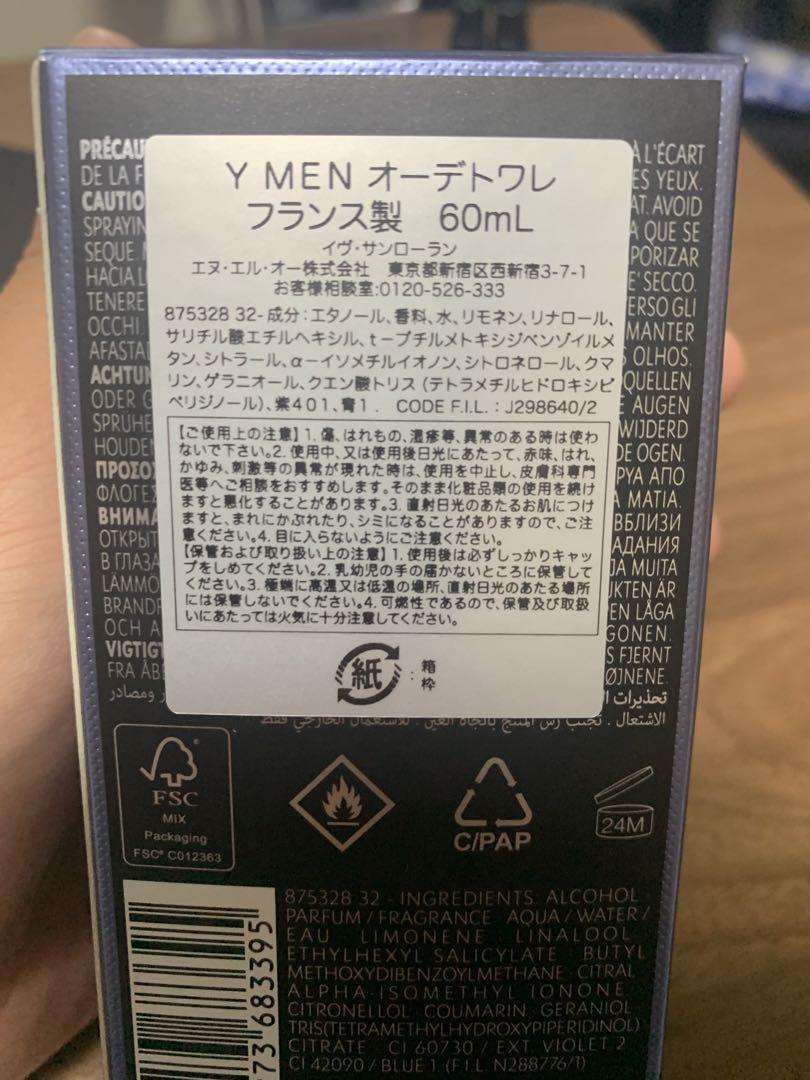 Y MEN オーデトワレ
フランス製 60mL
イヴ・サンローラン
エヌ・エル・オー株式会社 東京都新宿区西新宿3-7-1
お客様相談室:0120-526-333
875328 32-成分:エタノール、香料、水、リモネン、リナロール、
サリチル酸エチルヘキシル、t-ブチルメトキシジベンゾイルメ
タン、シトラール、α-イソメチルイオノン、シトロネロール、クマ
リン、ゲラニオール、クエン酸トリス(テトラメチルヒドロキシピ
ペリジノール)、紫401、青1. CODE F.I.L. : J298640/2
【ご使用上の注意】1.傷、はれもの、湿疹等、異常のある時は使わ
ないで下さい。2.使用中、又は使用後日光にあたって、赤味、はれ、
かゆみ、刺激等の異常が現れた時は、使用を中止し、皮膚科専門
医等へご相談をおすすめします。そのまま化粧品類の使用を続け
ますと悪化することがあります。3.直射日光のあたるお肌につけ
ますと、まれにかぶれたり、シミになることがありますので、ご注
意ください。4.目に入らないようにご注意ください。
【保管および取り扱い上の注意】1.使用後は必ずしっかりキャッ
プをしめてください。2.乳幼児の手の届かないところに保管して
ください。3.極端に高温又は低温の場所、直射日光のあたる場所
には保管しないでください。4.可燃性であるので、保管及び取扱
いにあたっては火気に十分注意してください。
紙 : 箱
枠
PRÉCAU
DE LA F
CAUTIO
SPRAYIN
SEQUE
HACIA L
TENERE
OCCHI.
AFASTA
ACHTUN
ODER G
SPRÜHE
HOUDEN
ΠΡΟΣΟ
ΦΛΟΓΕΣ
ВНИМА
ОТКРЫТ
В ГЛАЗА
LÅMMO
BRANDF
OCH A
VIGTIGT
FRA ÅB
À L'ÉCART
ES YEUX.
AT. AVOID
A QUE SE
PORIZAR
E' SECCO.
ERSO GLI
MANTER
OLHOS.
QUELLEN
E AUGEN
WIJDERD
DE OGEN.
ΡΥΑ ΑΠΟ
Α ΜΑΤΙΑ.
ВБЛИЗИ
АДАНИЯ
JA MUITA
UKTEN ÄR
EN LÅGA
GONEN.
S FJERNT
ØJNENE.
تحذيرات
ومصادر
الاشتعال . تجنب رش المنتج باتجاه العين . للاستعمال الخارجي فقط
FSC
MIX
Packaging
FSC® C012363
C/PAP
24M
73 683395
875328 32 - INGREDIENTS: ALCOHOL
PARFUM / FRAGRANCE AQUA / WATER /
EAU LIMONENE LINALOOL
ETHYLHEXYL SALICYLATE BUTYL
METHOXYDIBENZOYLMETHANE CITRAL
ALPHA-ISOMETHYL IONONE
CITRONELLOL COUMARIN GERANIOL
TRIS(TETRAMETHYLHYDROXYPIPERIDINOL)
CITRATE CI 60730 / EXT. VIOLET 2
CI 42090 / BLUE 1 (F.I.L. N288776/1)